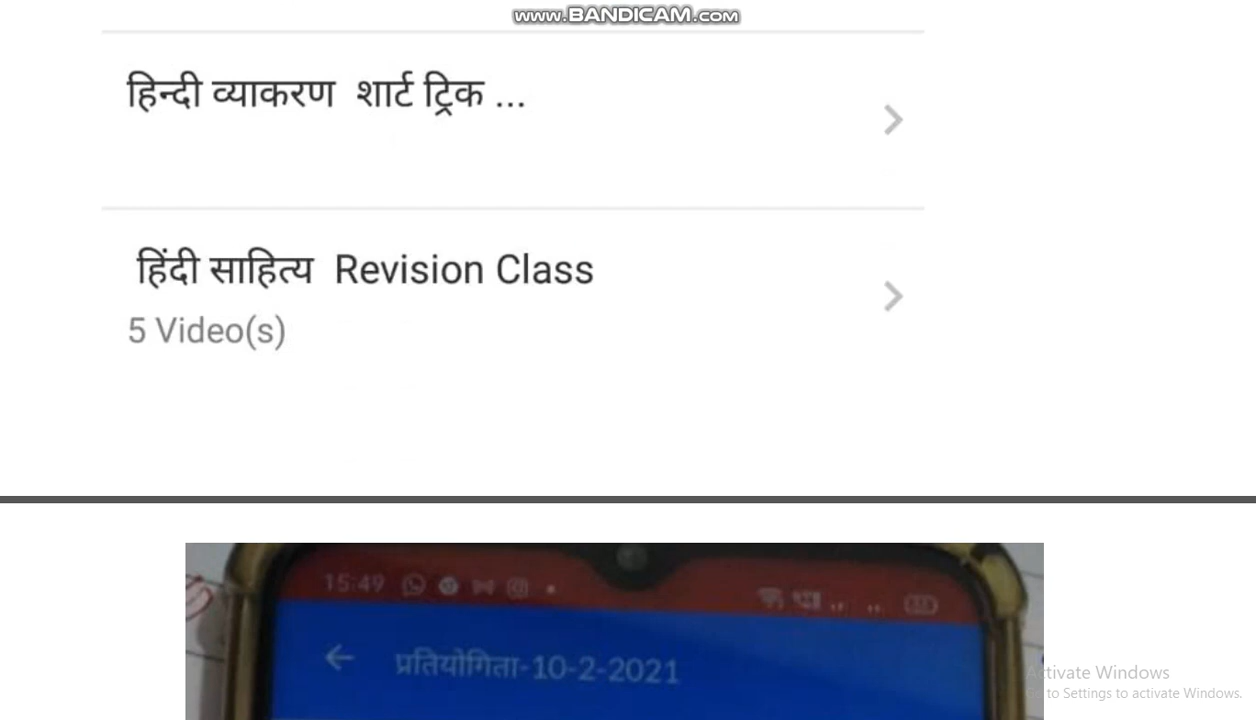 www.BANDICAM.com
हिन्दी व्याकरण शार्ट ट्रिक ...
हिंदी साहित्य Revision Class
5 Video(s)
15:49
प्रतियोगिता-10-2-2021
Activate Windows
Go to Settings to activate Windows.